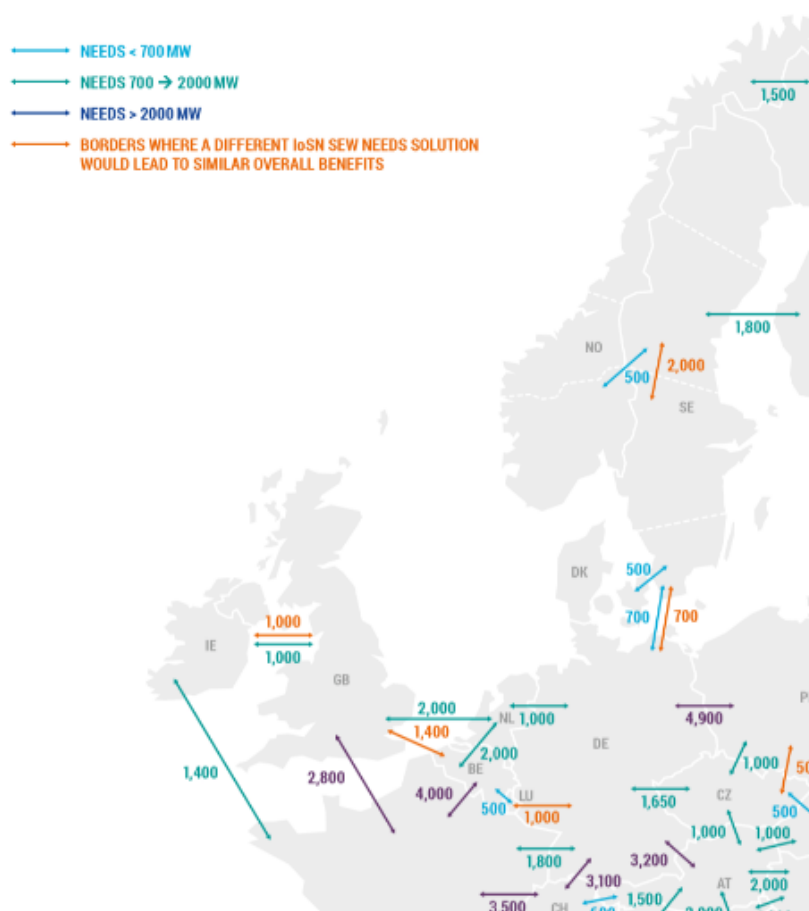 NEEDS < 700 MW
NEEDS 700 → 2000 MW
NEEDS > 2000 MW
BORDERS WHERE A DIFFERENT IoSN SEW NEEDS SOLUTION
WOULD LEAD TO SIMILAR OVERALL BENEFITS
1,500
1,800
NO
500
2,000
SE
DK
500
700
700
1,000
IE
1,000
GB
2,000
NL
1,000
4,900
1,400
2,000
DE
BE
1,000
1,400
2,800
4,000
LU
500
1,000
1,650
CZ
500
1,000
1,000
1,800
3,200
3,100
AT
2,000
3,500
CH
1,500